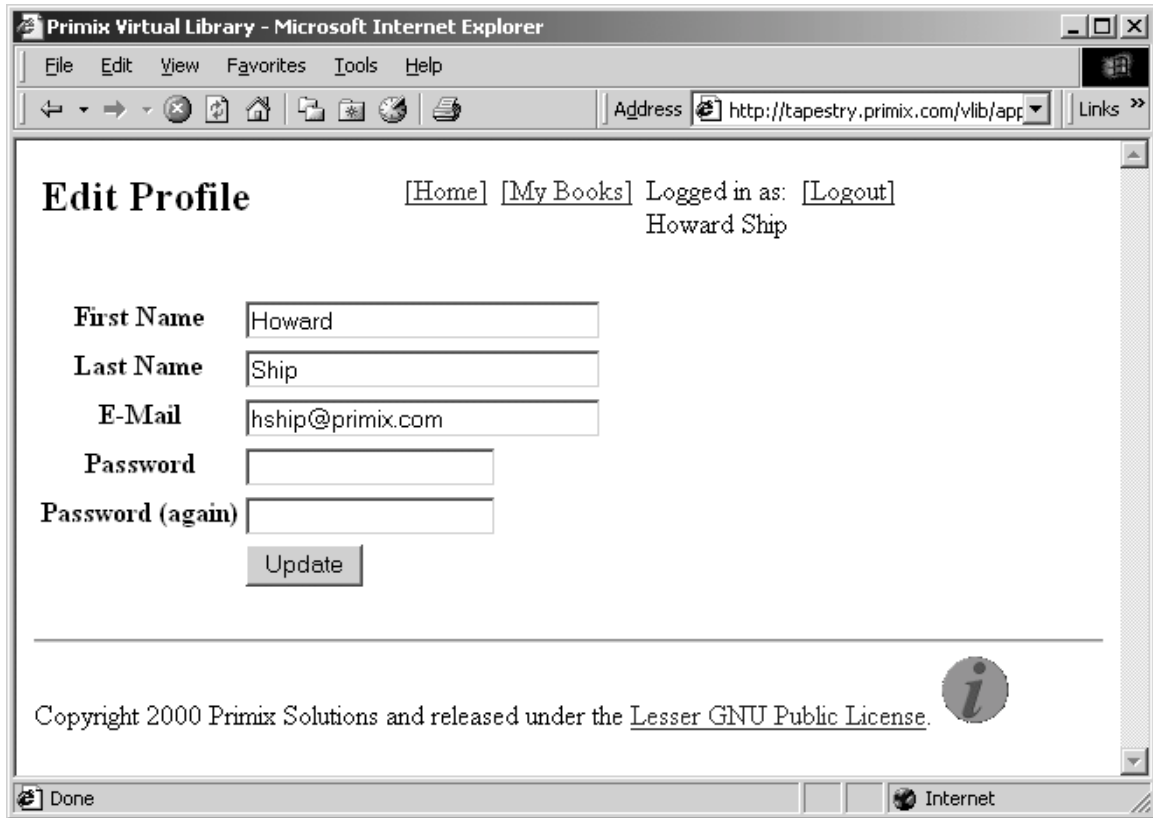 Primix Virtual Library - Microsoft Internet Explorer
File Edit View Favorites Tools Help
Address http://tapestry.primix.com/vlib/app Links »
Edit Profile [Home] [My Books] Logged in as: [Logout]
Howard Ship
First Name Howard
Last Name Ship
E-Mail hship@primix.com
Password
Password (again)
Update
i
Copyright 2000 Primix Solutions and released under the Lesser GNU Public License.
Done Internet